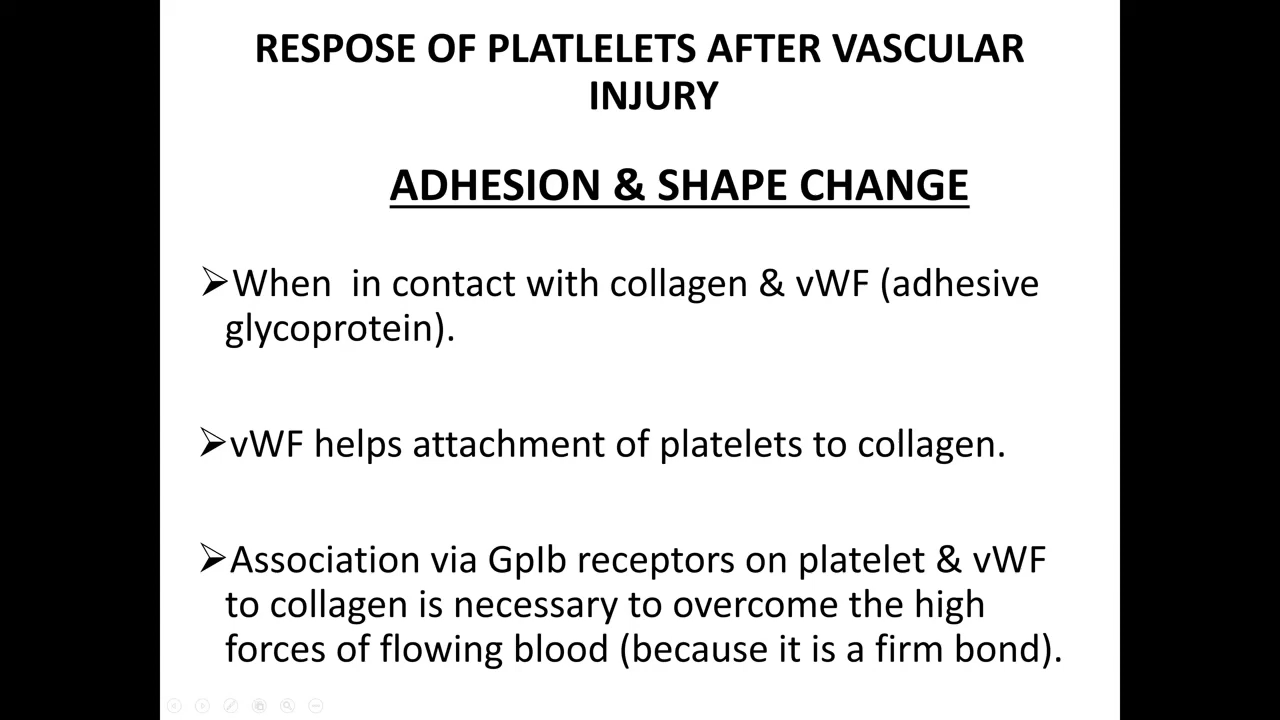 RESPOSE OF PLATLELETS AFTER VASCULAR
INJURY
ADHESION & SHAPE CHANGE
➢When  in contact with collagen & vWF (adhesive
glycoprotein).
➢vWF helps attachment of platelets to collagen.
➢Association via GpIb receptors on platelet & vWF
to collagen is necessary to overcome the high
forces of flowing blood (because it is a firm bond).